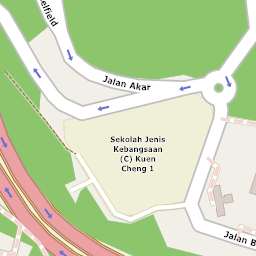 elfield
Jalan Akar
Sekolah Jenis
Kebangsaan
(C) Kuen
Cheng 1
Jalan B